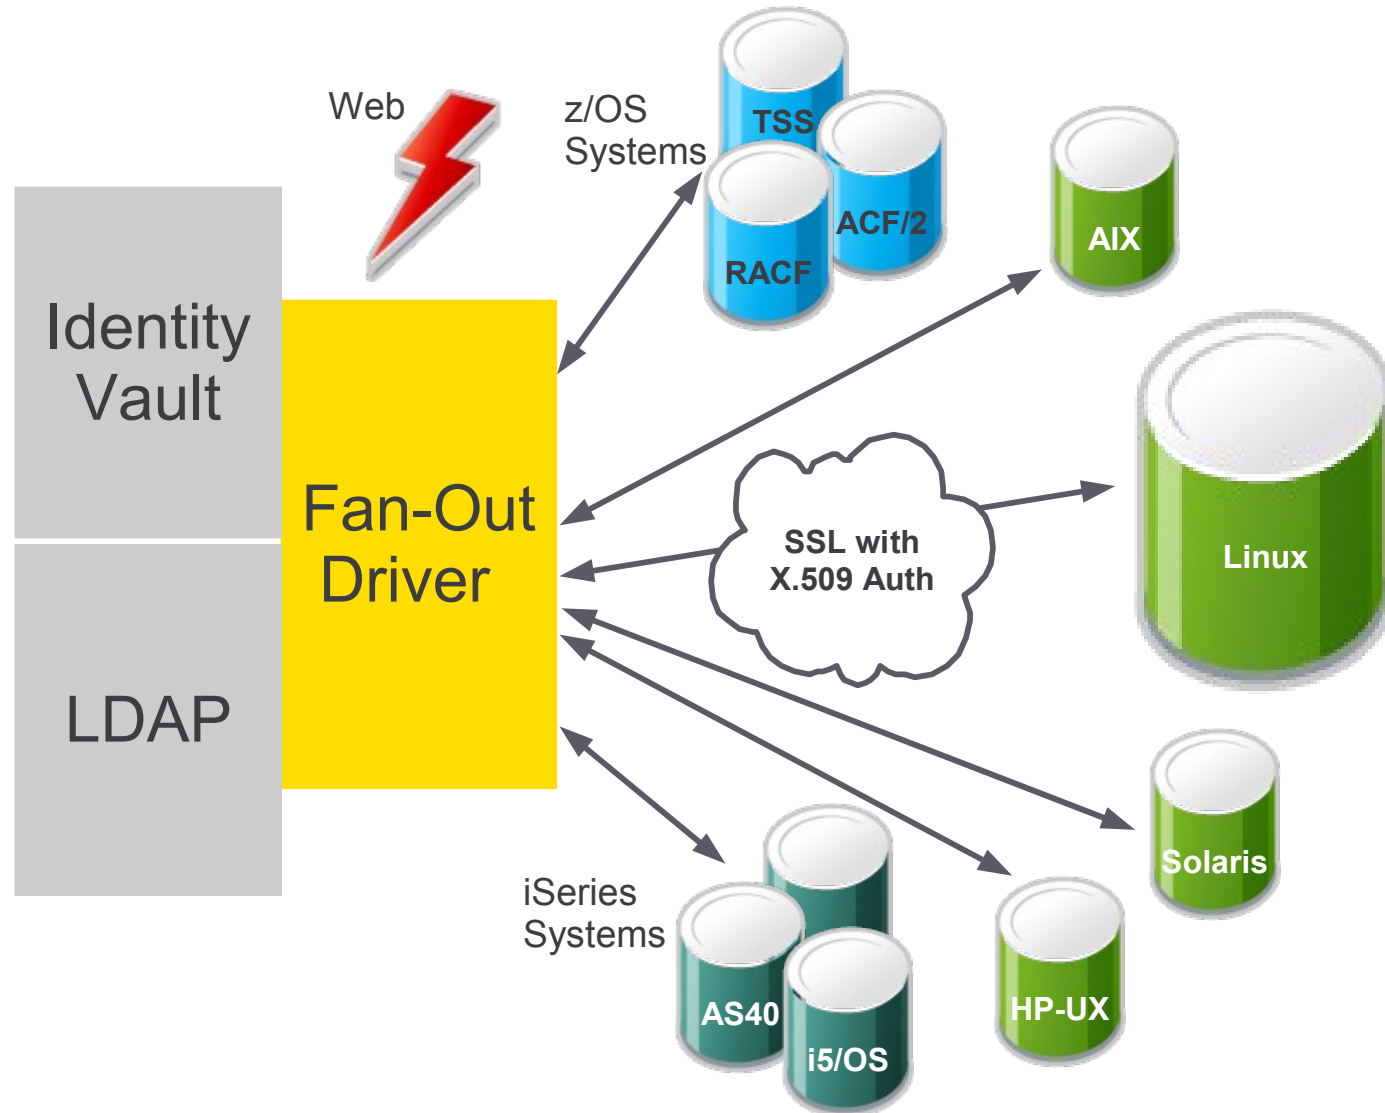 Web
z/OS
Systems
TSS
ACF/2
RACF
AIX
Identity
Vault
Fan-Out
Driver
SSL with
X.509 Auth
Linux
LDAP
Solaris
iSeries
Systems
AS40
i5/OS
HP-UX